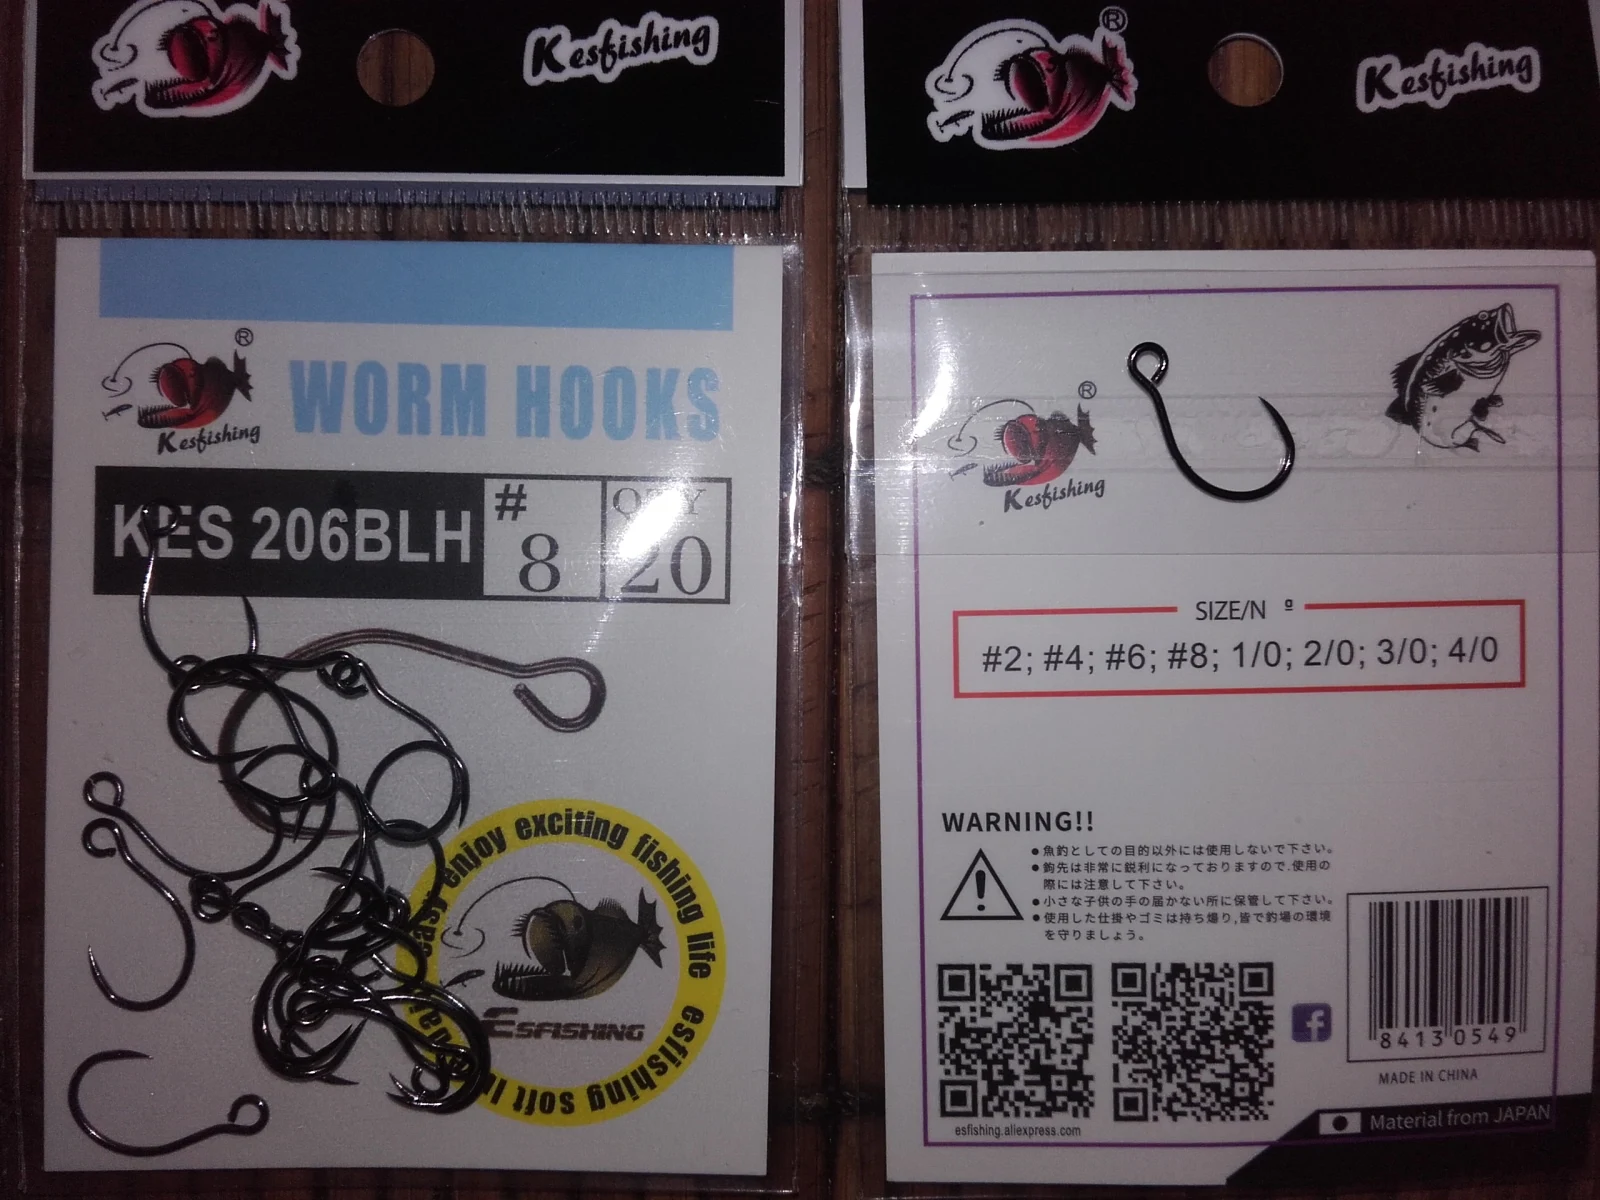 Kesfishing
®
Kesfishing
®
Kesfishing
WORM HOOKS
KES 206BLH
#
8
QTY
20
easy enjoy exciting fishing life
esfishing soft
ESFISHING
®
Kesfishing
SIZE/N º
#2; #4; #6; #8; 1/0; 2/0; 3/0; 4/0
WARNING!!
●魚釣としての目的以外には使用しないで下さい。
●鉤先は非常に鋭利になっておりますので.使用の
際には注意して下さい。
●小さな子供の手の届かない所に保管して下さい。
●使用した仕掛やゴミは持ち帰り,皆で釣場の環境
を守りましょう。
esfishing.aliexpress.com
f
84130549
MADE IN CHINA
Material from JAPAN